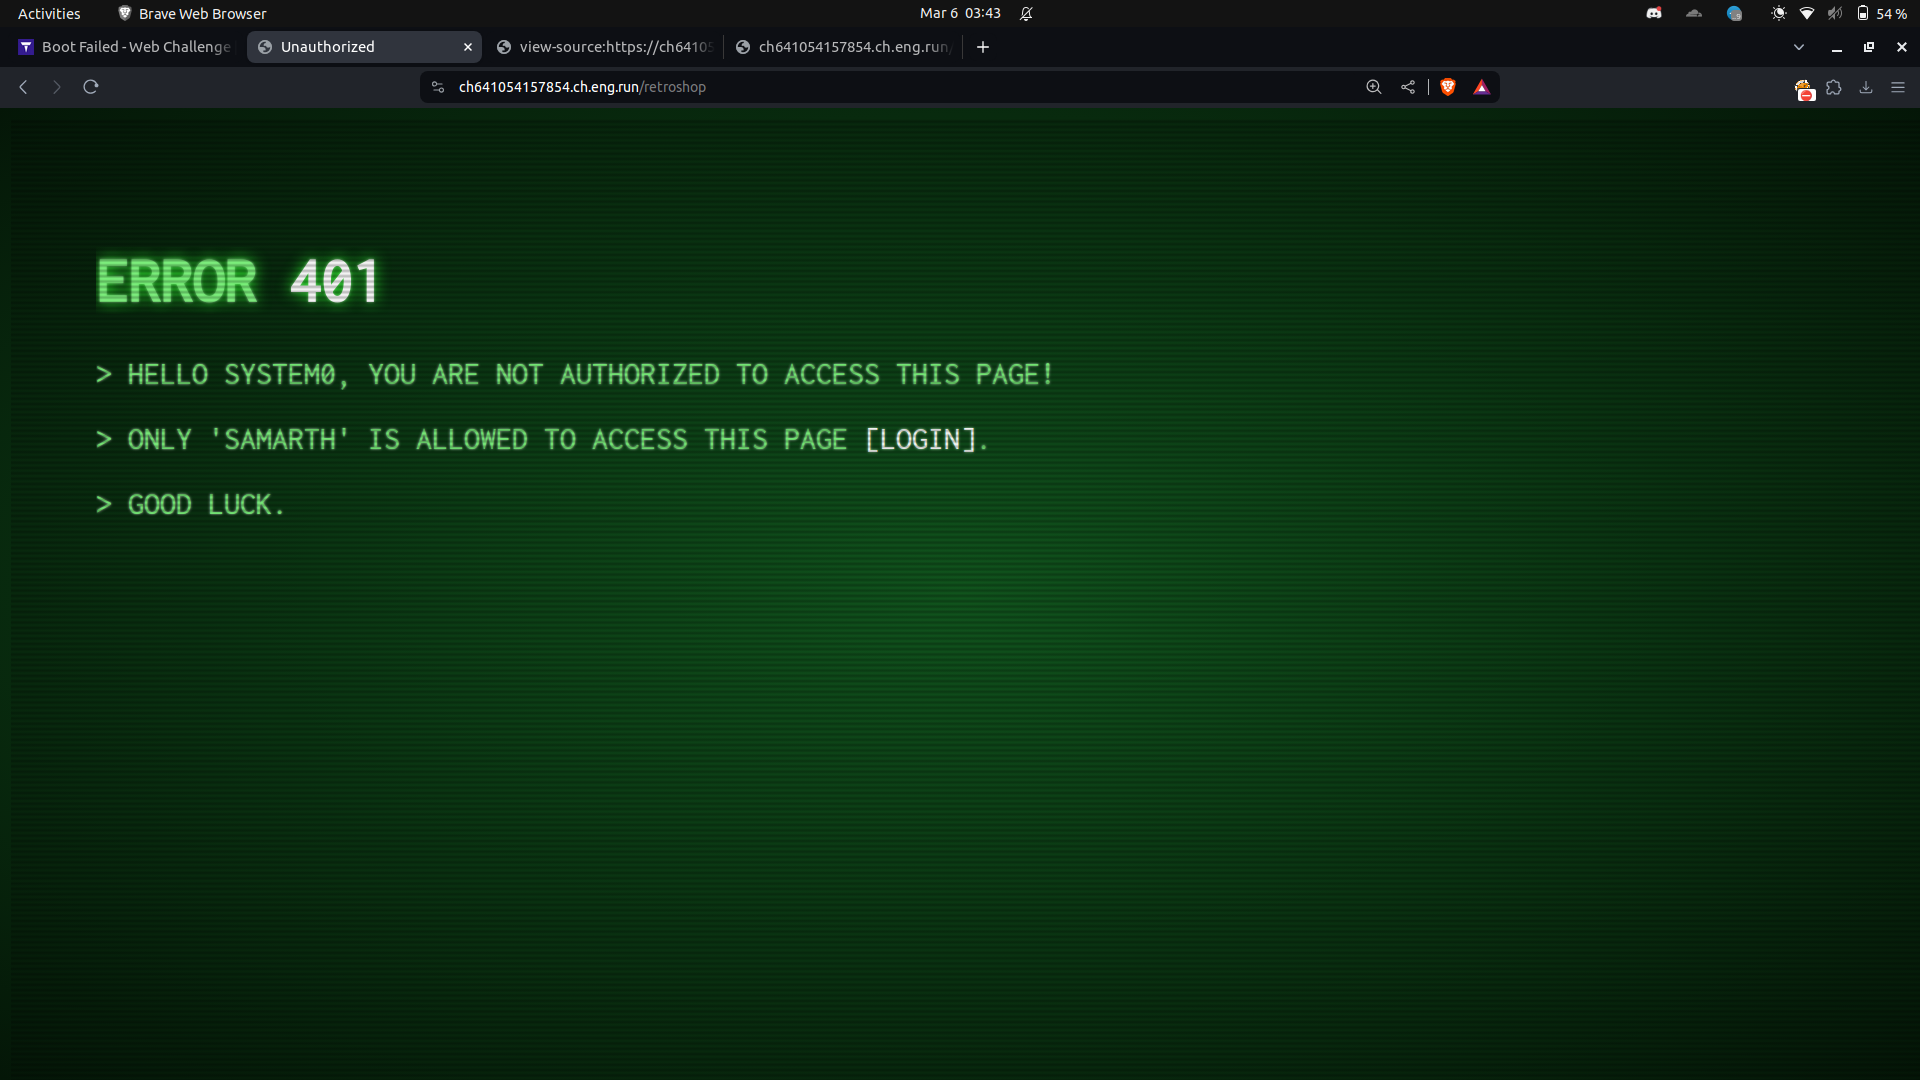 Activities
Brave Web Browser
Mar 6 03:43
54 %
Boot Failed - Web Challenge
Unauthorized
view-source:https://ch6410
ch641054157854.ch.eng.run
ch641054157854.ch.eng.run/retroshop
ERROR 401
> HELLO SYSTEM0, YOU ARE NOT AUTHORIZED TO ACCESS THIS PAGE!
> ONLY 'SAMARTH' IS ALLOWED TO ACCESS THIS PAGE [LOGIN].
> GOOD LUCK.